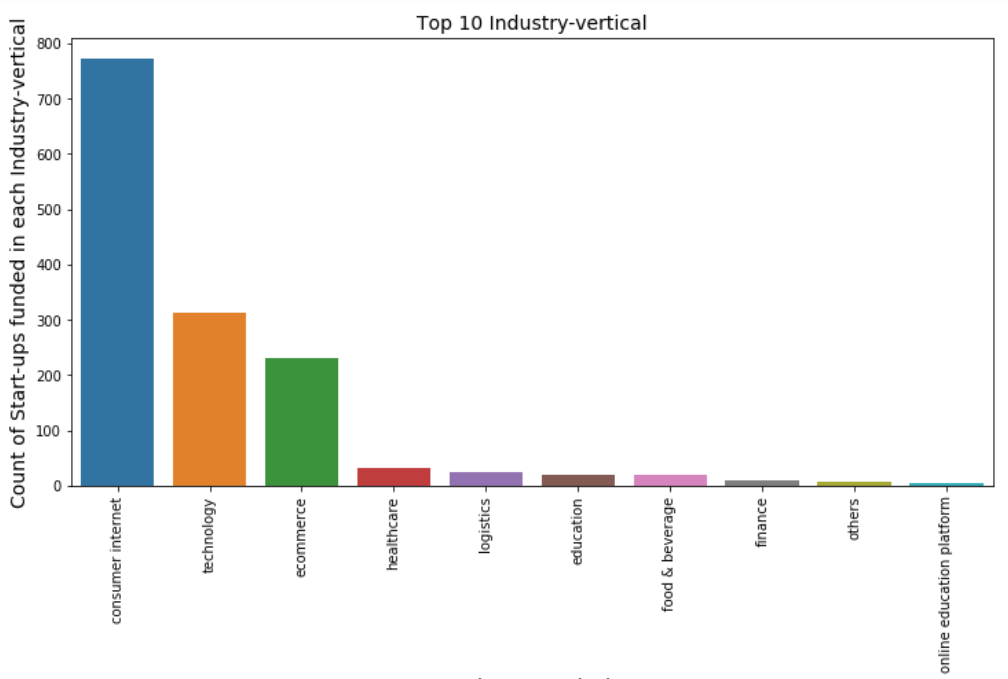 Top 10 Industry-vertical
Count of Start-ups funded in each Industry-vertical
800
700
600
500
400
300
200
100
0
consumer internet
technology
ecommerce
healthcare
logistics
education
food & beverage
finance
others
online education platform